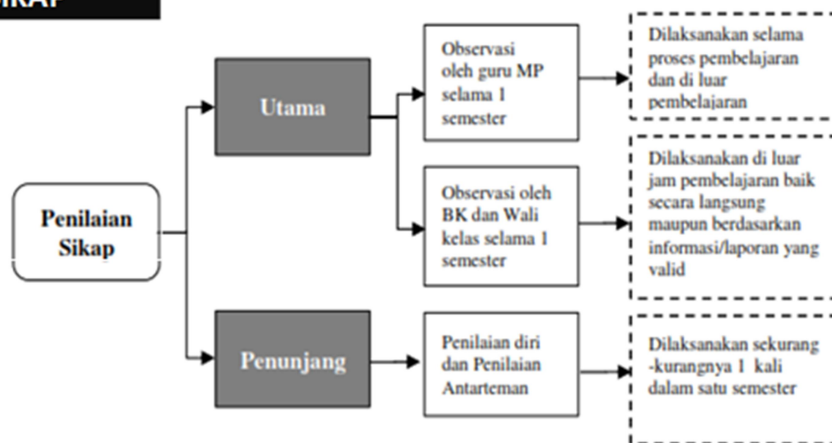 Penilaian
Sikap
Utama
Observasi
oleh guru MP
selama 1
semester
Dilaksanakan selama
proses pembelajaran
dan di luar
pembelajaran
Observasi oleh
BK dan Wali
kelas selama 1
semester
Dilaksanakan di luar
jam pembelajaran baik
secara langsung
maupun berdasarkan
informasi/laporan yang
valid
Penunjang
Penilaian diri
dan Penilaian
Antarteman
Dilaksanakan sekurang
-kurangnya 1 kali
dalam satu semester